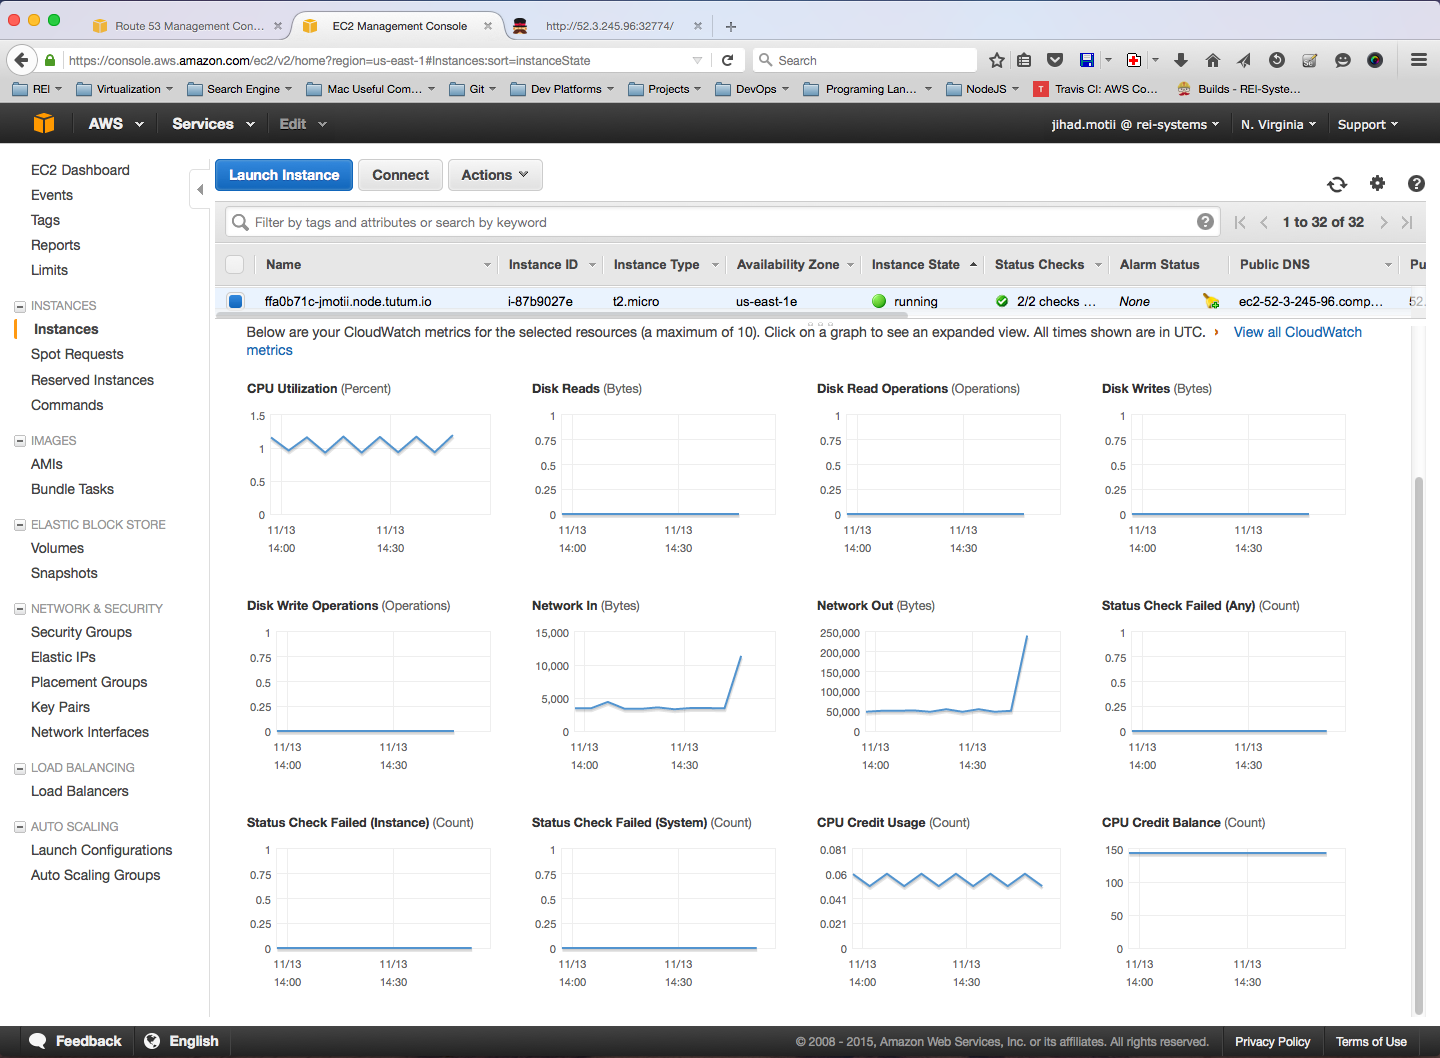 Route 53 Management Con...
EC2 Management Console
http://52.3.245.96:32774/
https://console.aws.amazon.com/ec2/v2/home?region=us-east-1#Instances:sort=instanceState
Search
REI
Virtualization
Search Engine
Mac Useful Com...
Git
Dev Platforms
Projects
DevOps
Programing Lan...
NodeJS
T
Travis CI: AWS Co...
Builds - REI-Syste...
AWS
Services
Edit
jihad.motii @ rei-systems
N. Virginia
Support
EC2 Dashboard
Events
Tags
Reports
Limits
INSTANCES
Instances
Spot Requests
Reserved Instances
Commands
IMAGES
AMIs
Bundle Tasks
ELASTIC BLOCK STORE
Volumes
Snapshots
NETWORK & SECURITY
Security Groups
Elastic IPs
Placement Groups
Key Pairs
Network Interfaces
LOAD BALANCING
Load Balancers
AUTO SCALING
Launch Configurations
Auto Scaling Groups
Launch Instance
Connect
Actions
Filter by tags and attributes or search by keyword
1 to 32 of 32
Name
Instance ID
Instance Type
Availability Zone
Instance State
Status Checks
Alarm Status
Public DNS
Pu
ffa0b71c-jmotii.node.tutum.io
i-87b9027e
t2.micro
us-east-1e
running
2/2 checks ...
None
ec2-52-3-245-96.comp...
52.
Below are your CloudWatch metrics for the selected resources (a maximum of 10). Click on a graph to see an expanded view. All times shown are in UTC. View all CloudWatch
metrics
CPU Utilization (Percent)
1.5
1
0.5
0
11/13 11/13
14:00 14:30
Disk Reads (Bytes)
1
0.75
0.5
0.25
0
11/13 11/13
14:00 14:30
Disk Read Operations (Operations)
1
0.75
0.5
0.25
0
11/13 11/13
14:00 14:30
Disk Writes (Bytes)
1
0.75
0.5
0.25
0
11/13 11/13
14:00 14:30
Disk Write Operations (Operations)
1
0.75
0.5
0.25
0
11/13 11/13
14:00 14:30
Network In (Bytes)
15,000
10,000
5,000
0
11/13 11/13
14:00 14:30
Network Out (Bytes)
250,000
200,000
150,000
100,000
50,000
0
11/13 11/13
14:00 14:30
Status Check Failed (Any) (Count)
1
0.75
0.5
0.25
0
11/13 11/13
14:00 14:30
Status Check Failed (Instance) (Count)
1
0.75
0.5
0.25
0
11/13 11/13
14:00 14:30
Status Check Failed (System) (Count)
1
0.75
0.5
0.25
0
11/13 11/13
14:00 14:30
CPU Credit Usage (Count)
0.081
0.06
0.041
0.021
0
11/13 11/13
14:00 14:30
CPU Credit Balance (Count)
150
100
50
0
11/13 11/13
14:00 14:30
Feedback
English
© 2008 - 2015, Amazon Web Services, Inc. or its affiliates. All rights reserved.
Privacy Policy
Terms of Use